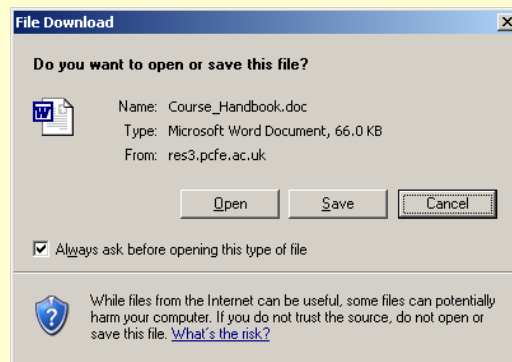 File Download
Do you want to open or save this file?
Name: Course_Handbook.doc
Type: Microsoft Word Document, 66.0 KB
From: res3.pcfe.ac.uk
Open Save Cancel
Always ask before opening this type of file
While files from the Internet can be useful, some files can potentially
harm your computer. If you do not trust the source, do not open or
save this file. What's the risk?